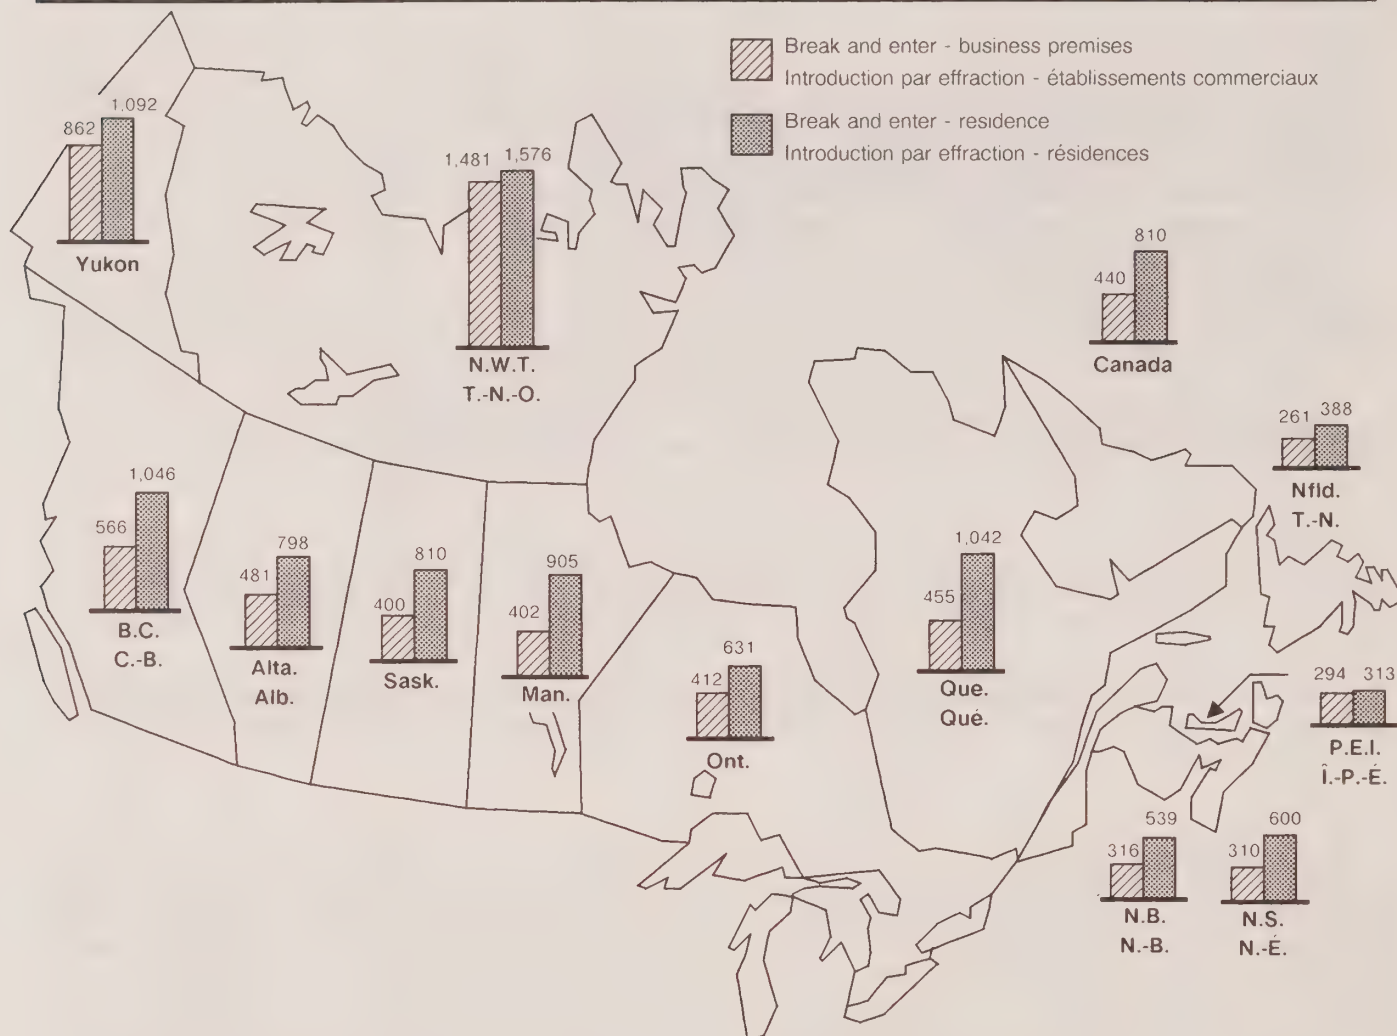 Break and enter - business premises
Introduction par effraction - établissements commerciaux
Break and enter - residence
Introduction par effraction - résidences
862 1,092
Yukon
1,481 1,576
N.W.T.
T.-N.-O.
440 810
Canada
261 388
Nfld.
T.-N.
566 1,046
B.C.
C.-B.
481 798
Alta.
Alb.
400 810
Sask.
402 905
Man.
412 631
Ont.
455 1,042
Que.
Qué.
294 313
P.E.I.
Î.-P.-É.
316 539
N.B.
N.-B.
310 600
N.S.
N.-É.